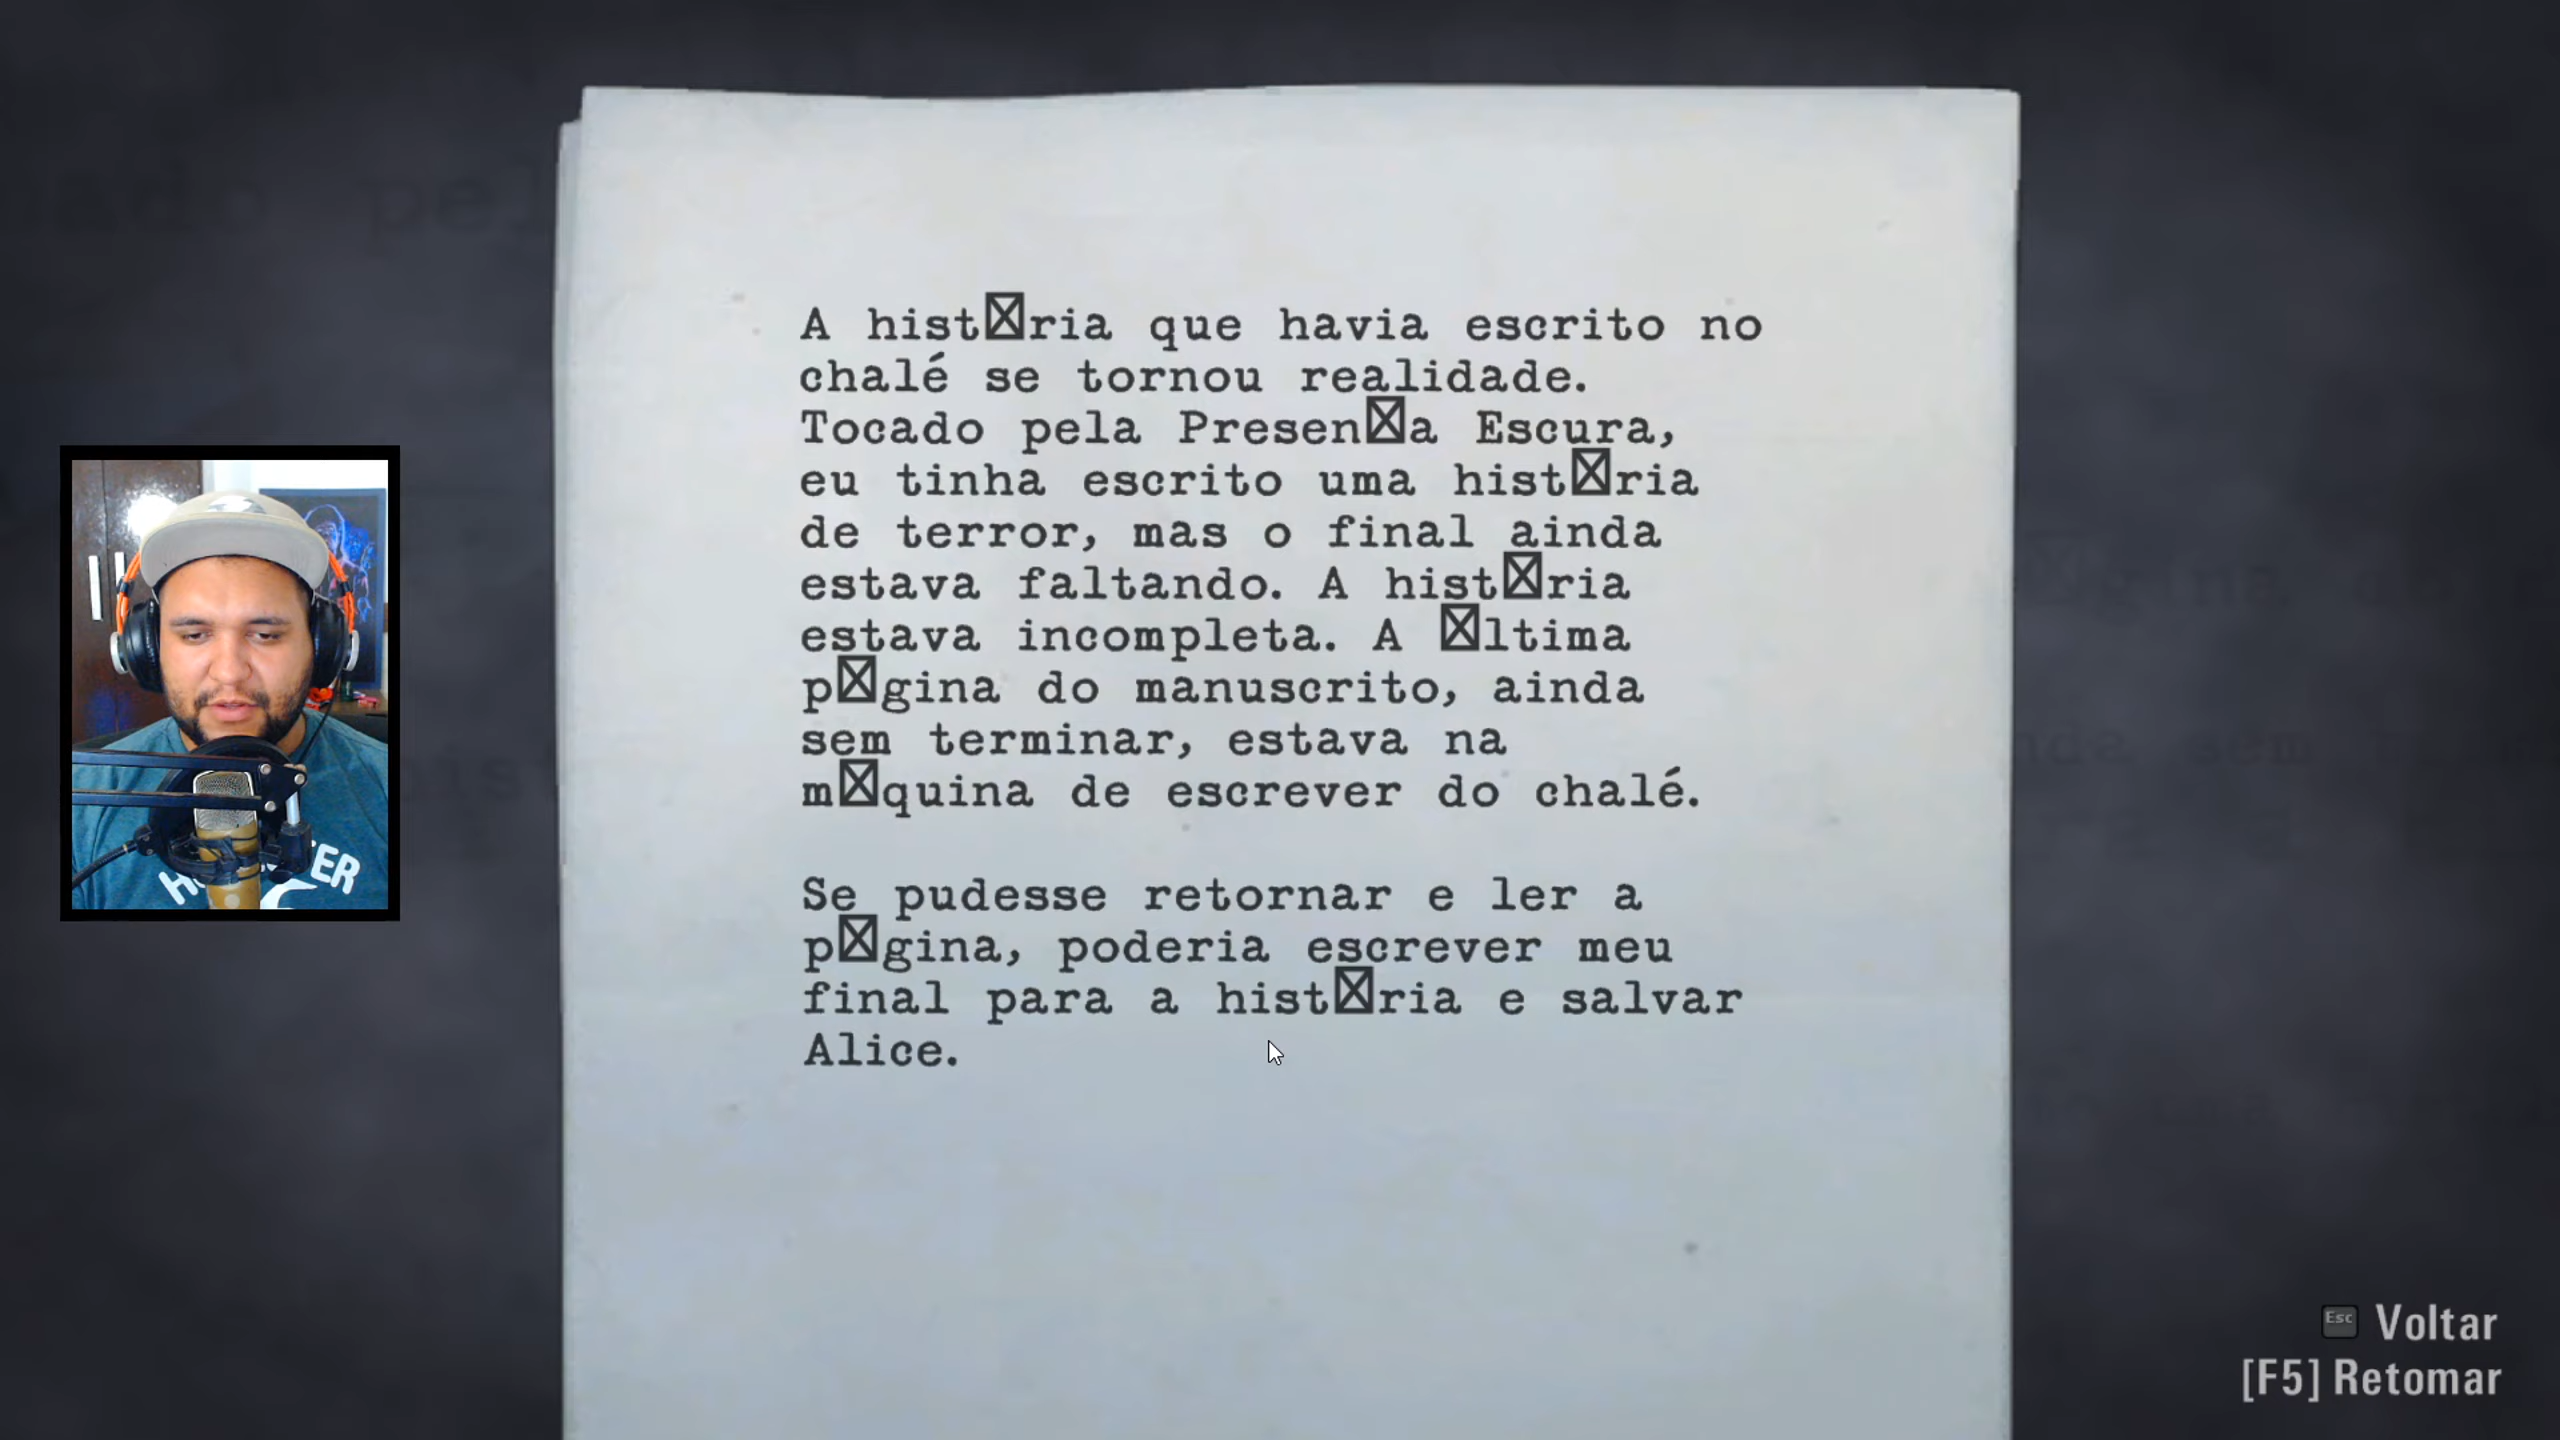 A hist☒ria que havia escrito no
chalé se tornou realidade.
Tocado pela Presen☒a Escura,
eu tinha escrito uma hist☒ria
de terror, mas o final ainda
estava faltando. A hist☒ria
estava incompleta. A ☒ltima
p☒gina do manuscrito, ainda
sem terminar, estava na
m☒quina de escrever do chalé.
Se pudesse retornar e ler a
p☒gina, poderia escrever meu
final para a hist☒ria e salvar
Alice.
Esc Voltar
[F5] Retomar